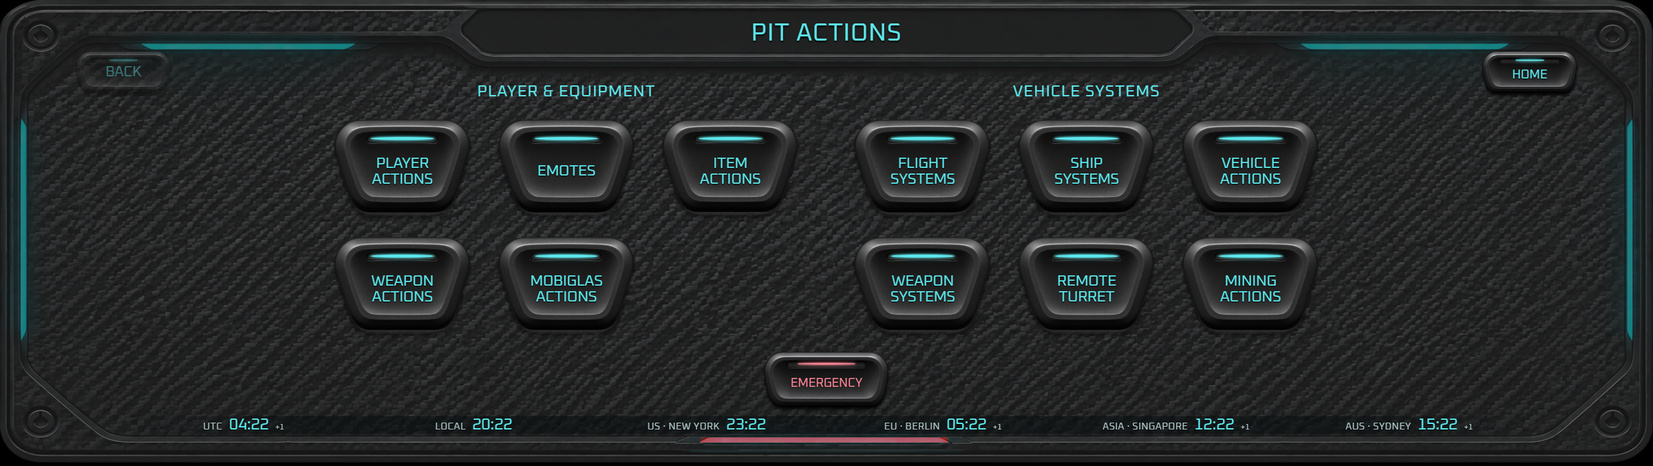 PIT ACTIONS
BACK
HOME
PLAYER & EQUIPMENT
VEHICLE SYSTEMS
PLAYER
ACTIONS
EMOTES
ITEM
ACTIONS
FLIGHT
SYSTEMS
SHIP
SYSTEMS
VEHICLE
ACTIONS
WEAPON
ACTIONS
MOBIGLAS
ACTIONS
WEAPON
SYSTEMS
REMOTE
TURRET
MINING
ACTIONS
EMERGENCY
UTC 04:22 +1
LOCAL 20:22
US · NEW YORK 23:22
EU · BERLIN 05:22 +1
ASIA · SINGAPORE 12:22 +1
AUS · SYDNEY 15:22 +1